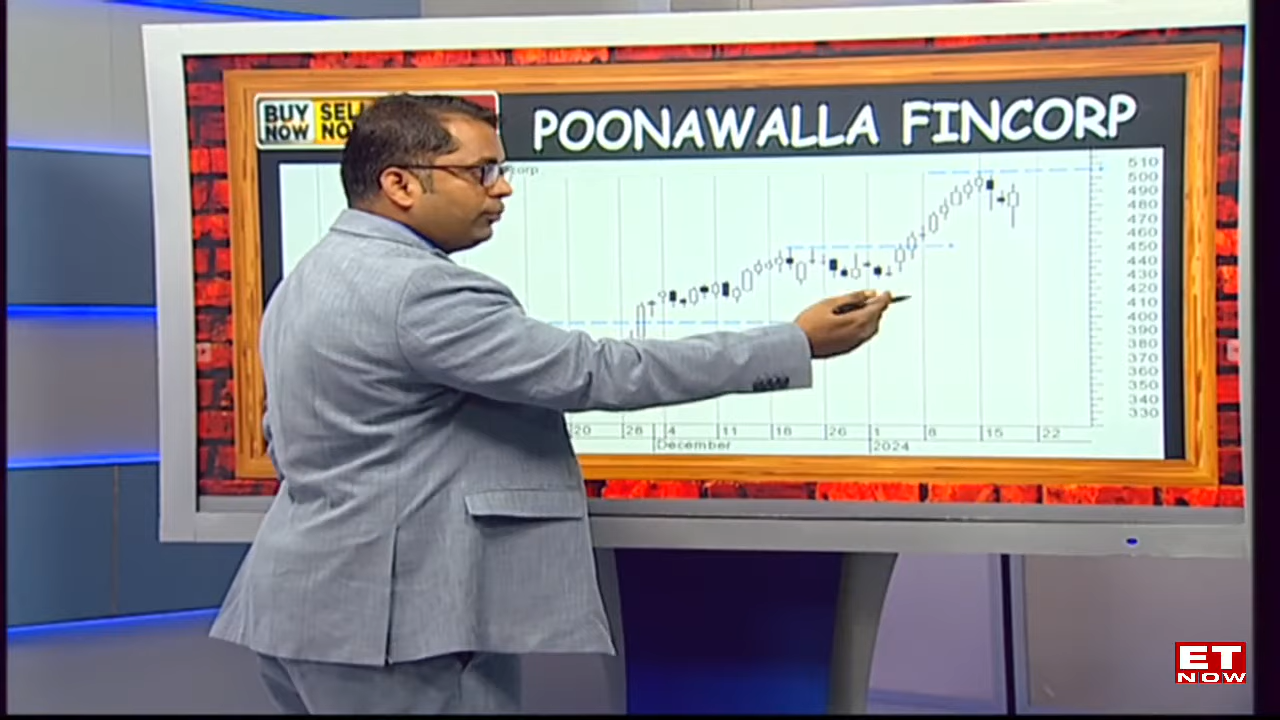 BUY
NOW
SELL
NO
POONAWALLA FINCORP
corp
510
500
490
480
470
460
450
440
430
420
410
400
390
380
370
360
350
340
330
20 28 4 11 18 26 1 8 15 22
December 2024
ET
NOW